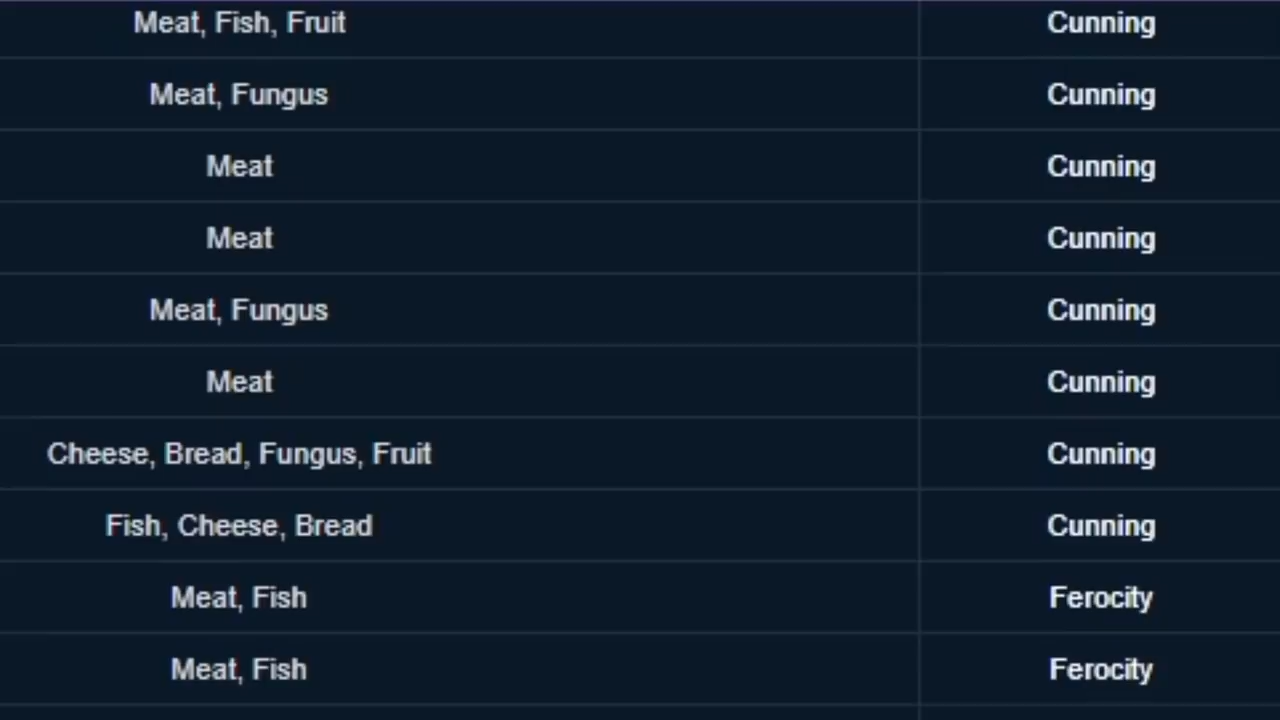 Meat, Fish, Fruit Cunning
Meat, Fungus Cunning
Meat Cunning
Meat Cunning
Meat, Fungus Cunning
Meat Cunning
Cheese, Bread, Fungus, Fruit Cunning
Fish, Cheese, Bread Cunning
Meat, Fish Ferocity
Meat, Fish Ferocity